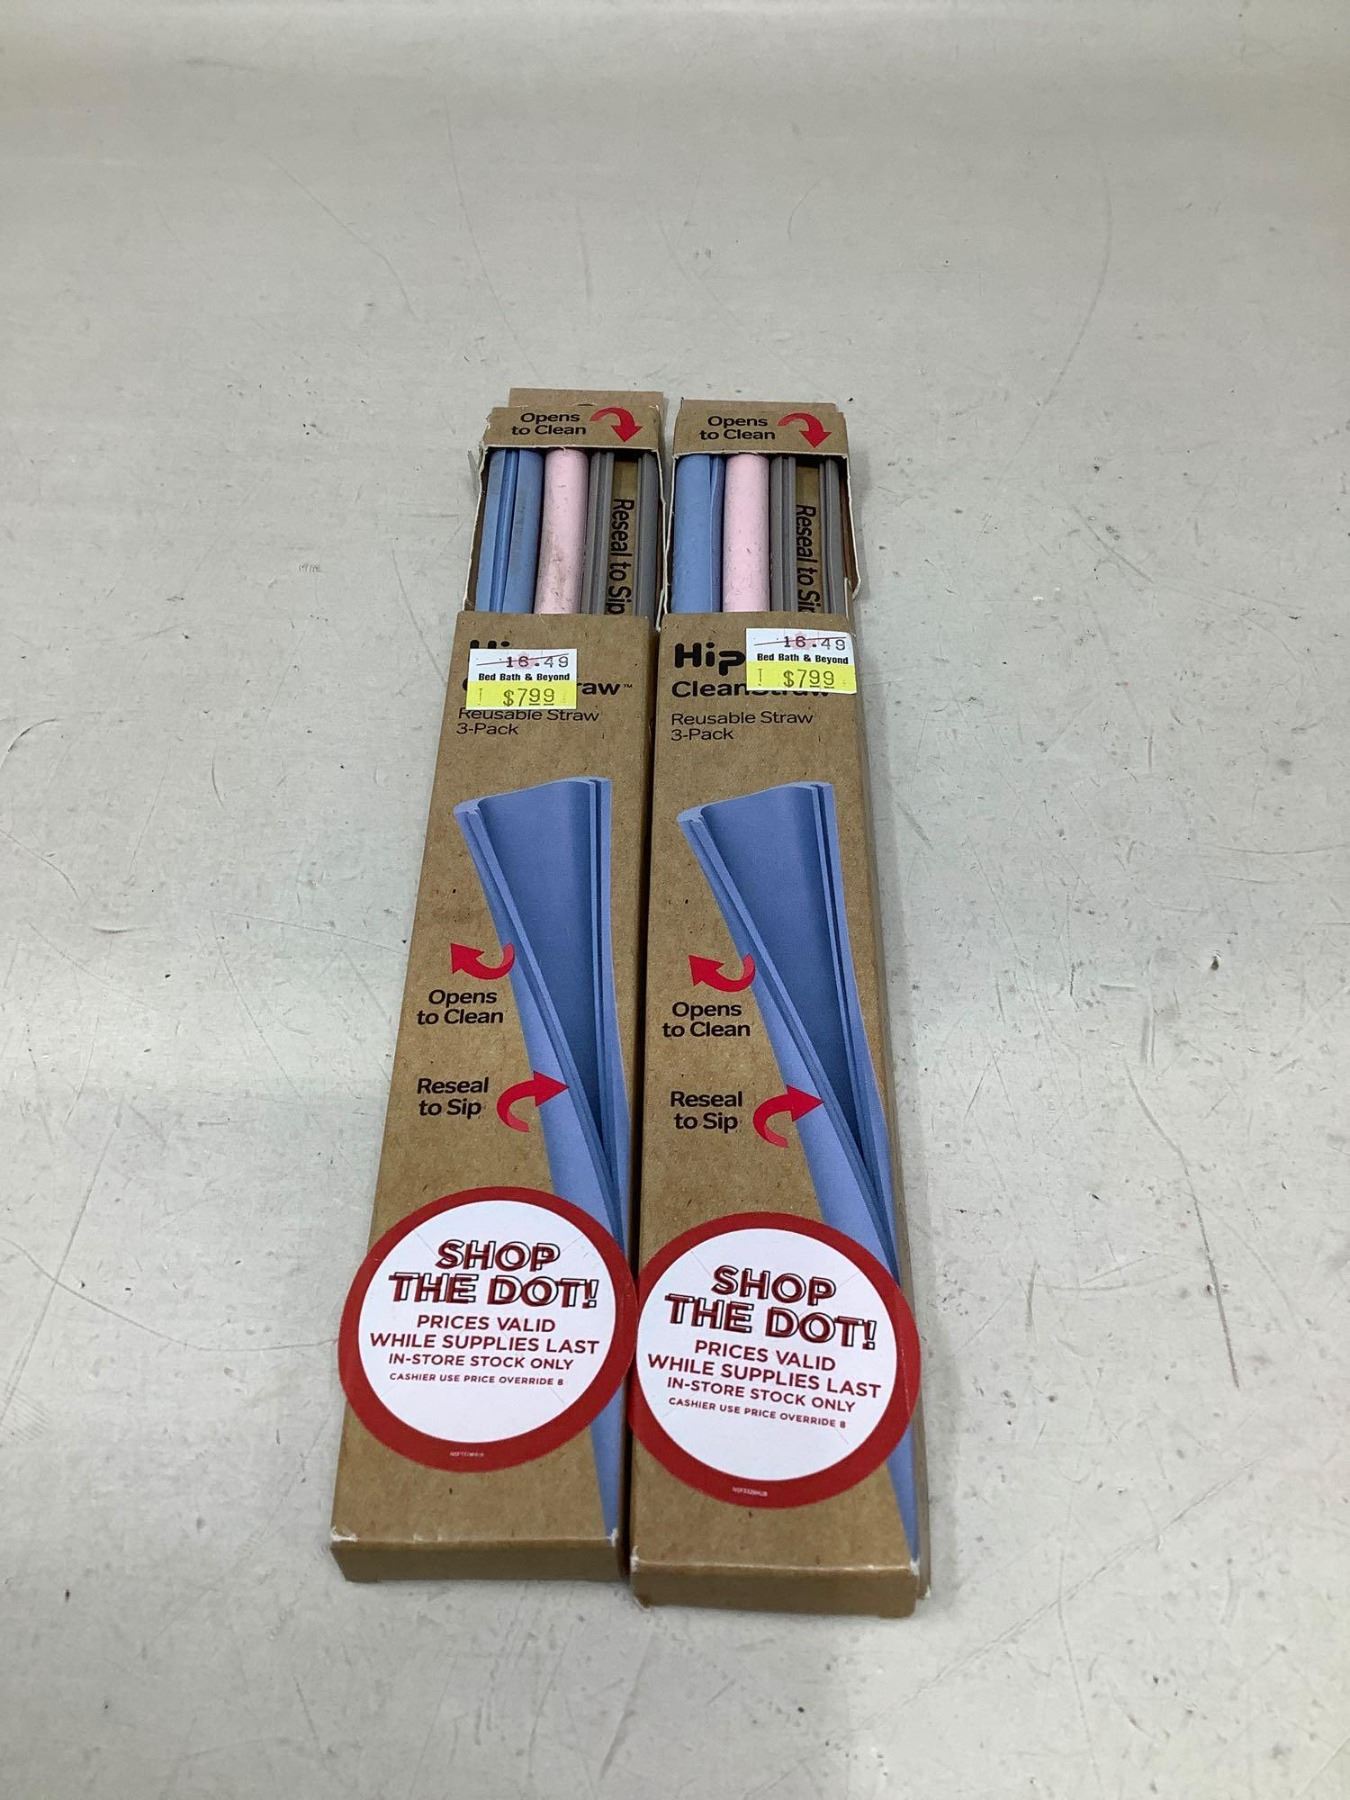 Opens
to Clean
Reseal to Sip
16.49
Bed Bath & Beyond
! $7.99
raw™
Reusable Straw
3-Pack
Opens
to Clean
Reseal
to Sip
SHOP
THE DOT!
PRICES VALID
WHILE SUPPLIES LAST
IN-STORE STOCK ONLY
CASHIER USE PRICE OVERRIDE 8
Opens
to Clean
Reseal to Sip
Hip
16.49
Bed Bath & Beyond
! $7.99
CleanStraw
Reusable Straw
3-Pack
Opens
to Clean
Reseal
to Sip
SHOP
THE DOT!
PRICES VALID
WHILE SUPPLIES LAST
IN-STORE STOCK ONLY
CASHIER USE PRICE OVERRIDE 8